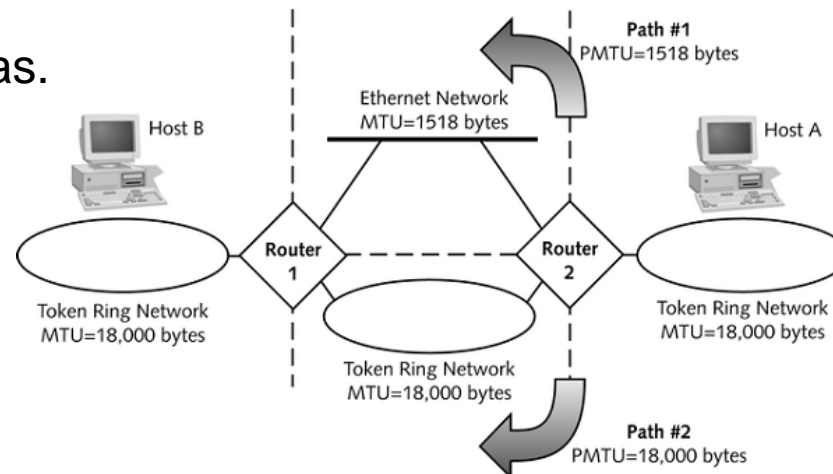 as.
Path #1
PMTU=1518 bytes
Ethernet Network
MTU=1518 bytes
Host B
Host A
Router
1
Router
2
Token Ring Network
MTU=18,000 bytes
Token Ring Network
MTU=18,000 bytes
Token Ring Network
MTU=18,000 bytes
Path #2
PMTU=18,000 bytes